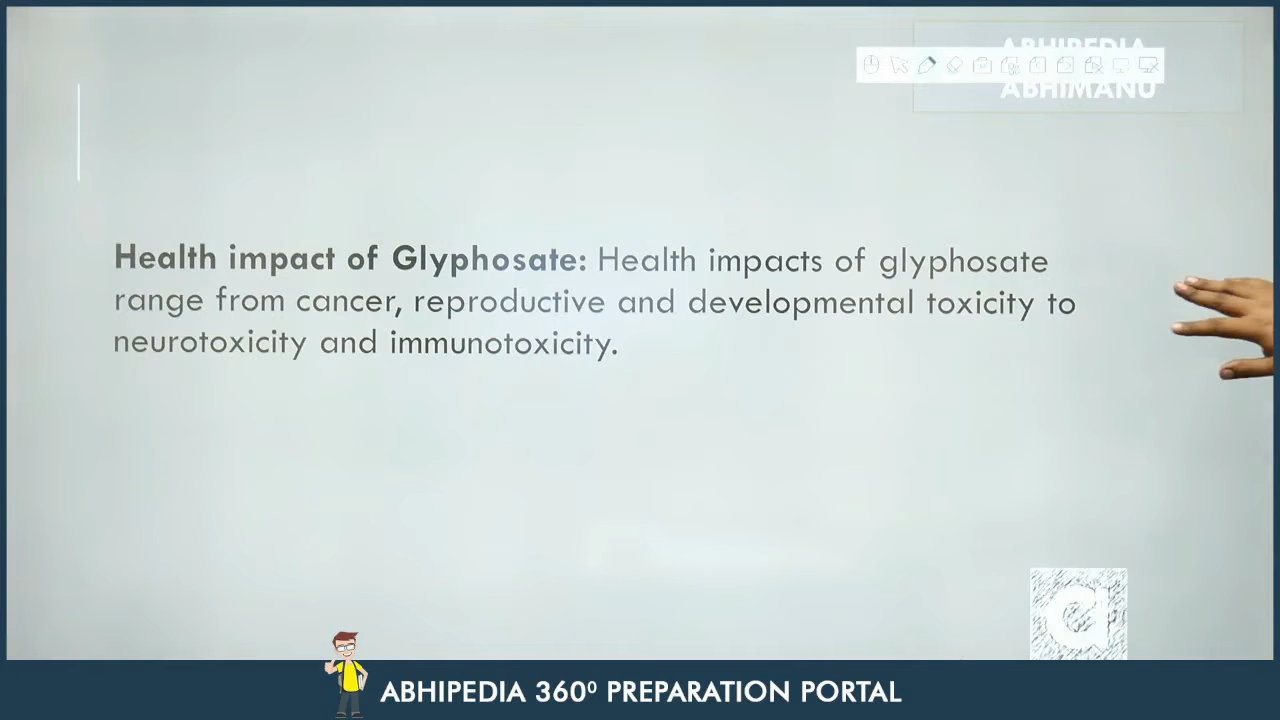 ABHIPEDIA
ABHIMANU
Health impact of Glyphosate: Health impacts of glyphosate
range from cancer, reproductive and developmental toxicity to
neurotoxicity and immunotoxicity.
a
ABHIPEDIA 360⁰ PREPARATION PORTAL